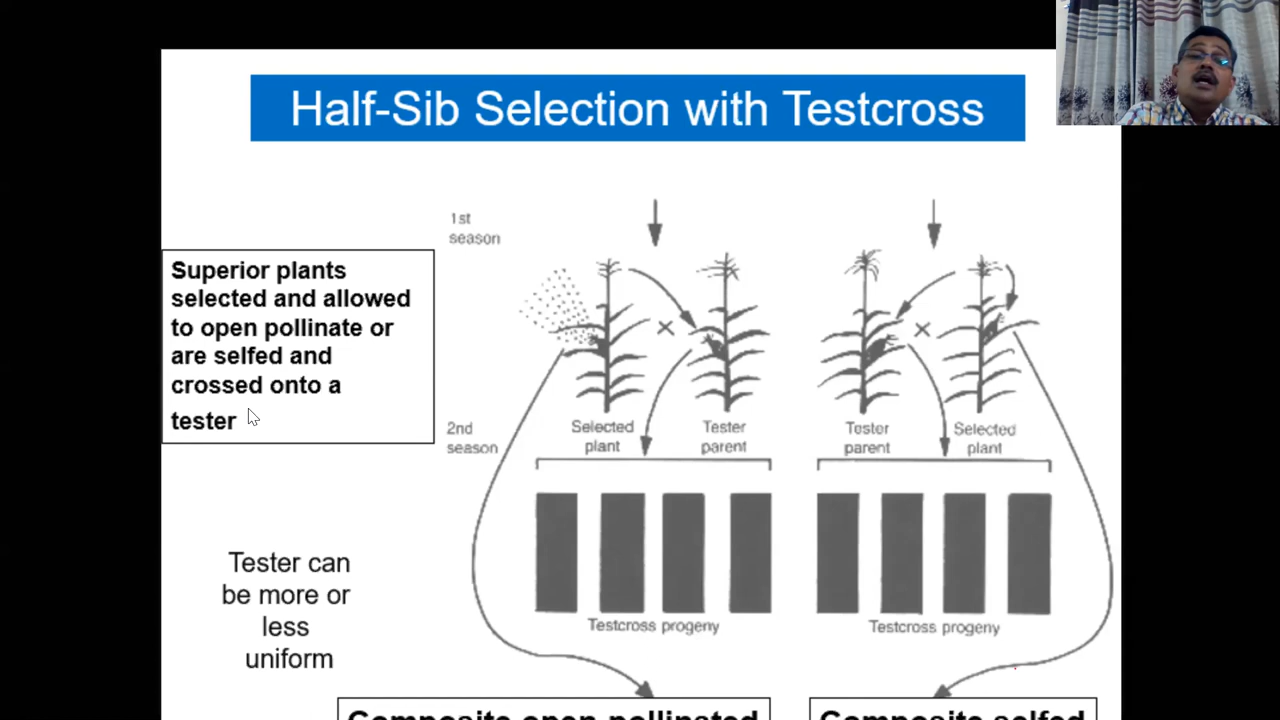 Half-Sib Selection with Testcross
1st
season
Superior plants
selected and allowed
to open pollinate or
are selfed and
crossed onto a
tester
2nd
season
Selected
plant
Tester
parent
Tester
parent
Selected
plant
Tester can
be more or
less
uniform
Testcross progeny
Testcross progeny
Composite open pollinated
Composite selfed